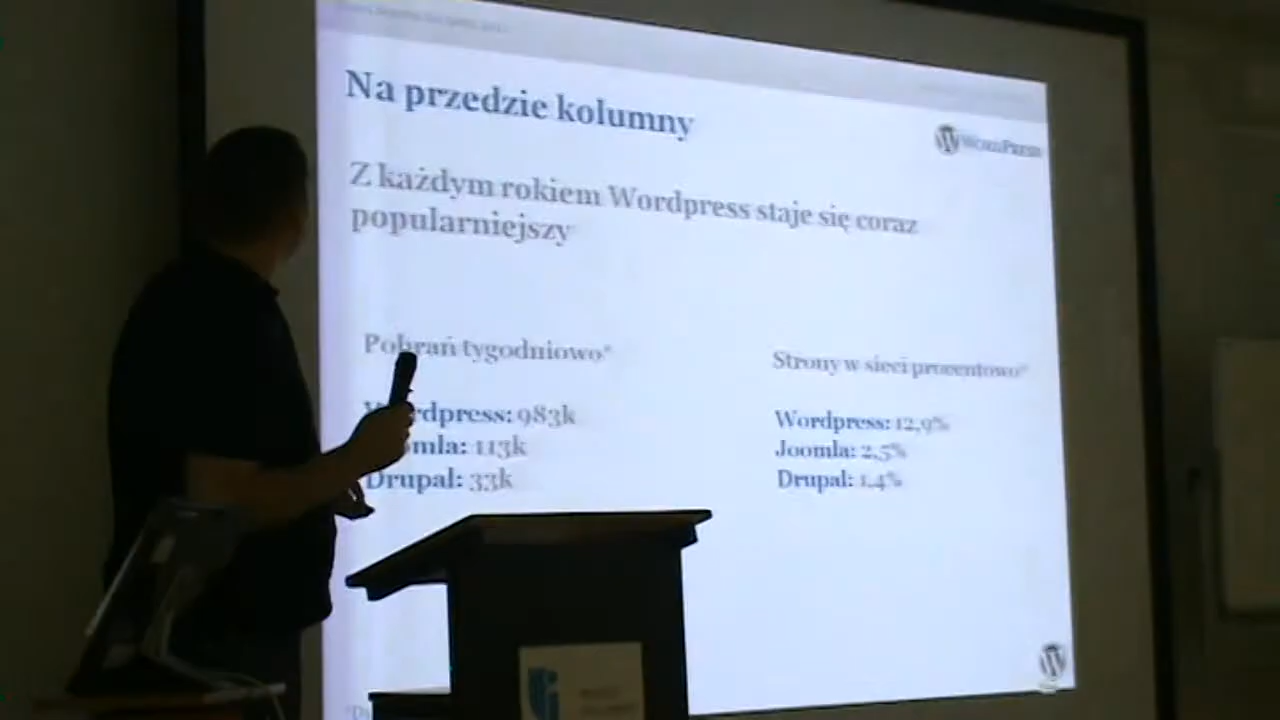 Na przedzie kolumny
WORDPRESS
Z każdym rokiem Wordpress staje się coraz
popularniejszy
Pobrań tygodniowo*
Wordpress: 983k
Joomla: 113k
Drupal: 33k
Strony w sieci procentowo*
Wordpress: 12,9%
Joomla: 2,5%
Drupal: 1,4%